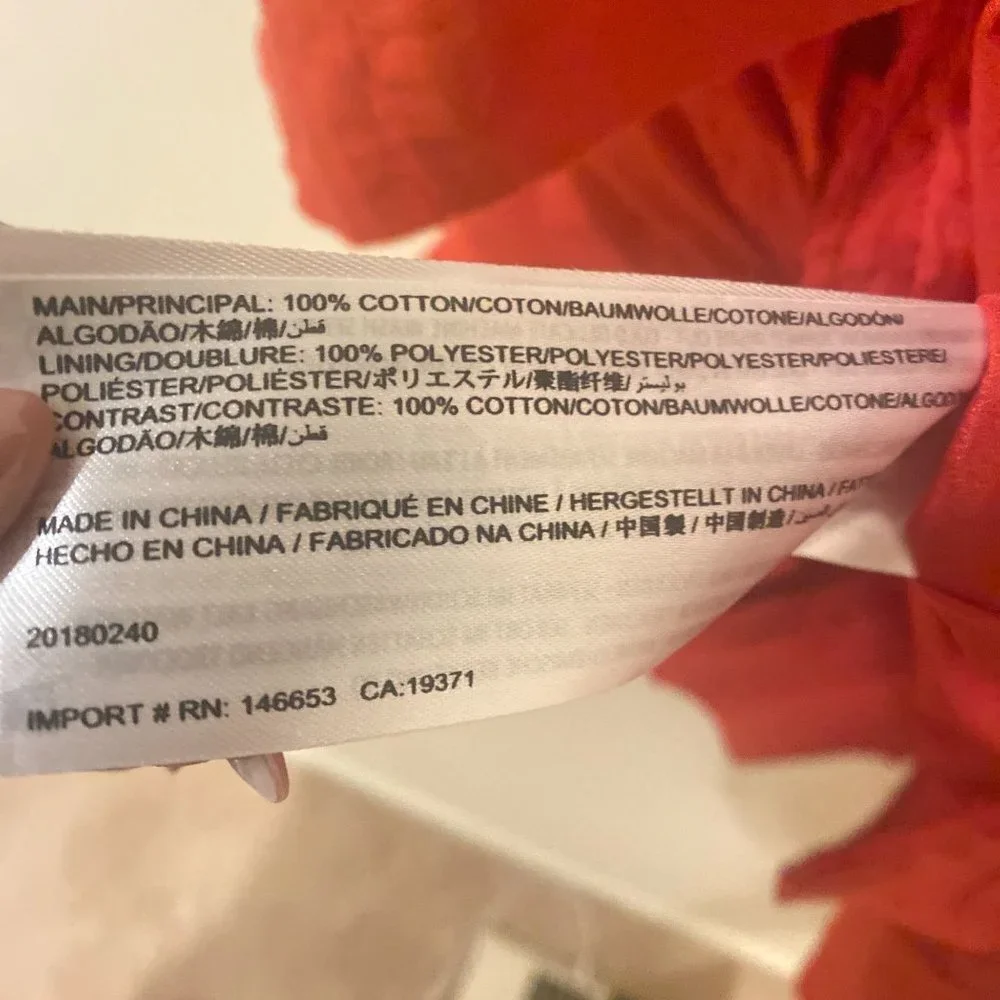 MAIN/PRINCIPAL: 100% COTTON/COTON/BAUMWOLLE/COTONE/ALGODÓN/
ALGODÃO/木綿/棉/قطن
LINING/DOUBLURE: 100% POLYESTER/POLYESTER/POLYESTER/POLIESTERE/
POLIÉSTER/POLIÉSTER/ポリエステル/聚酯纤维/بوليستر
CONTRAST/CONTRASTE: 100% COTTON/COTON/BAUMWOLLE/COTONE/
ALGODÃO/木綿/棉/قطن
MADE IN CHINA / FABRIQUÉ EN CHINE / HERGESTELLT IN CHINA /
HECHO EN CHINA / FABRICADO NA CHINA / 中国製 / 中国制造 /
20180240
IMPORT # RN: 146653 CA:19371